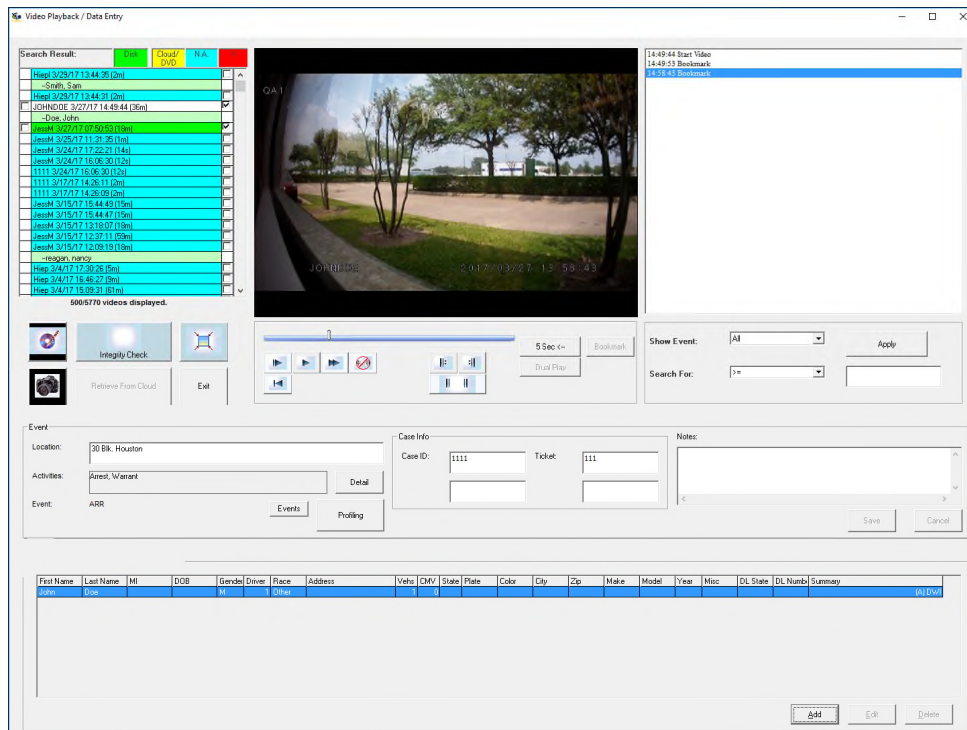 Video Playback / Data Entry
Search Result:
Disk
Cloud/
DVD
N.A.
Hiepl 3/29/17 13:44:35 (2m)
~Smith, Sam
Hiepl 3/29/17 13:44:31 (2m)
JOHNDOE 3/27/17 14:49:44 (36m)
~Doe, John
JessM 3/27/17 07:50:53 (18m)
JessM 3/25/17 11:31:35 (1m)
JessM 3/24/17 17:22:21 (14s)
JessM 3/24/17 16:06:30 (12s)
1111 3/24/17 16:06:30 (12s)
1111 3/17/17 14:26:11 (2m)
1111 3/17/17 14:26:09 (2m)
JessM 3/15/17 15:44:49 (15m)
JessM 3/15/17 15:44:47 (15m)
JessM 3/15/17 13:18:07 (18m)
JessM 3/15/17 12:37:11 (59m)
JessM 3/15/17 12:09:19 (18m)
~reagan, nancy
Hiep 3/4/17 17:30:26 (5m)
Hiep 3/4/17 16:46:27 (9m)
Hiep 3/4/17 15:09:31 (61m)
500/5770 videos displayed.
QA1
JOHNDOE
2017/03/27 13:58:43
14:49:44 Start Video
14:49:53 Bookmark
14:58:43 Bookmark
Integrity Check
Retrieve From Cloud
Exit
5 Sec <-
Bookmark
Dual Play
Show Event:
All
Apply
Search For:
>=
Event
Location:
30 Blk. Houston
Activities:
Arrest, Warrant
Detail
Event:
ARR
Events
Profiling
Case Info
Case ID:
1111
Ticket:
111
Notes:
Save
Cancel
First Name Last Name MI DOB Gender Driver Race Address Vehs CMV State Plate Color City Zip Make Model Year Misc DL State DL Numb Summary
John Doe M 1 Other 1 0 (A) DWI
Add
Edit
Delete